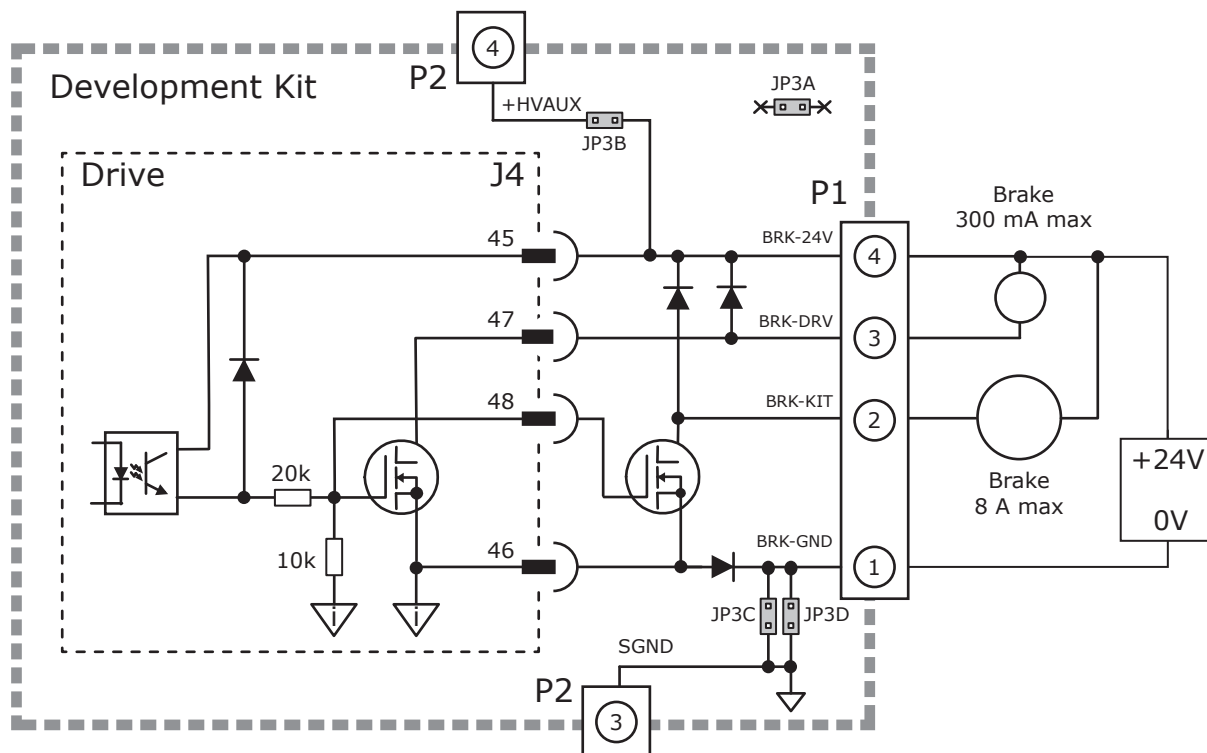 4
P2
Development Kit
+HVAUX
JP3A
JP3B
Drive
J4
P1
Brake
300 mA max
45
BRK-24V
4
47
BRK-DRV
3
48
BRK-KIT
2
20k
+24V
0V
Brake
8 A max
10k
46
BRK-GND
1
JP3C
JP3D
SGND
P2
3